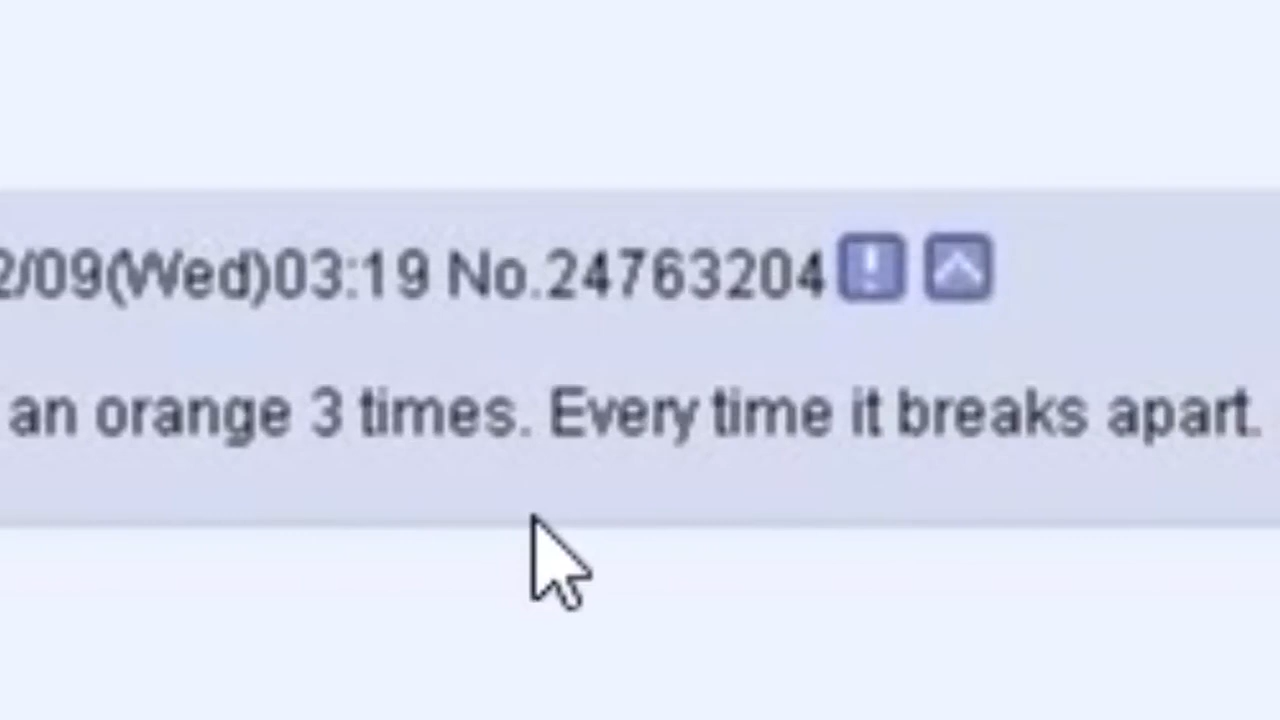 2/09(Wed)03:19 No.24763204
an orange 3 times. Every time it breaks apart.